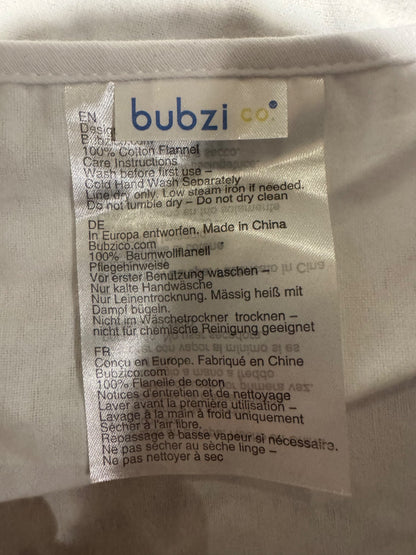 bubzi co.
EN
Desig
Bubzico.com
100% Cotton Flannel
Care Instructions
Wash before first use –
Cold Hand Wash Separately
Line dry only. Low steam iron if needed.
Do not tumble dry – Do not dry clean
DE
In Europa entworfen. Made in China
Bubzico.com
100% Baumwollflanell
Pflegehinweise
Vor erster Benutzung waschen –
Nur kalte Handwäsche
Nur Leinentrocknung. Mässig heiß mit
Dampf bügeln.
Nicht im Wäschetrockner trocknen –
nicht für chemische Reinigung geeignet
FR
Conçu en Europe. Fabriqué en Chine
Bubzico.com
100% Flanelle de coton
Notices d'entretien et de nettoyage
Laver avant la première utilisation –
Lavage à la main à froid uniquement
Sécher à l'air libre.
Repassage à basse vapeur si nécessaire.
Ne pas sécher au sèche linge –
Ne pas nettoyer à sec